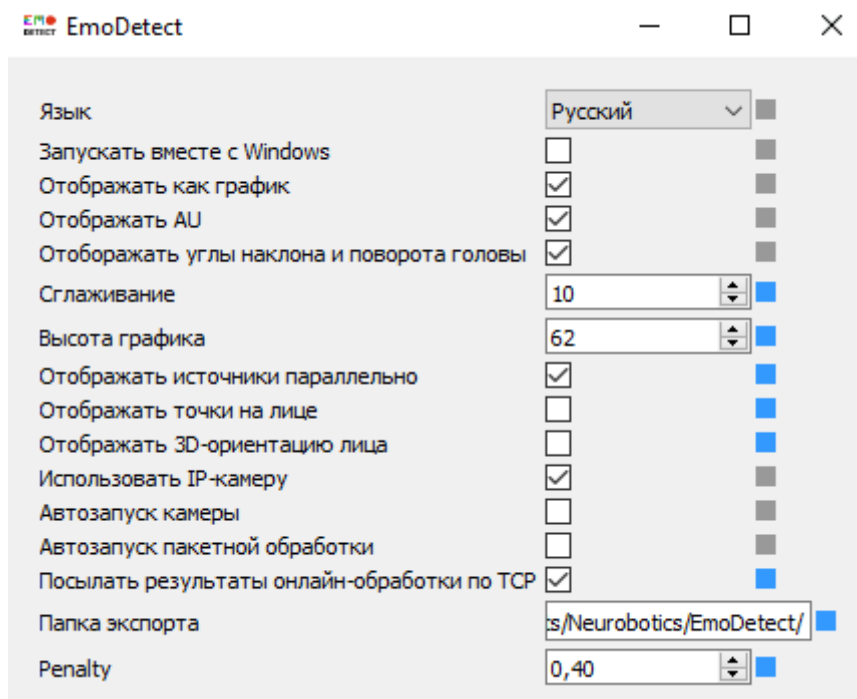 EMO DETECT EmoDetect
Язык Русский
Запускать вместе с Windows
Отображать как график
Отображать AU
Отоборажать углы наклона и поворота головы
Сглаживание 10
Высота графика 62
Отображать источники параллельно
Отображать точки на лице
Отображать 3D-ориентацию лица
Использовать IP-камеру
Автозапуск камеры
Автозапуск пакетной обработки
Посылать результаты онлайн-обработки по TCP
Папка экспорта :s/Neurobotics/EmoDetect/
Penalty 0,40